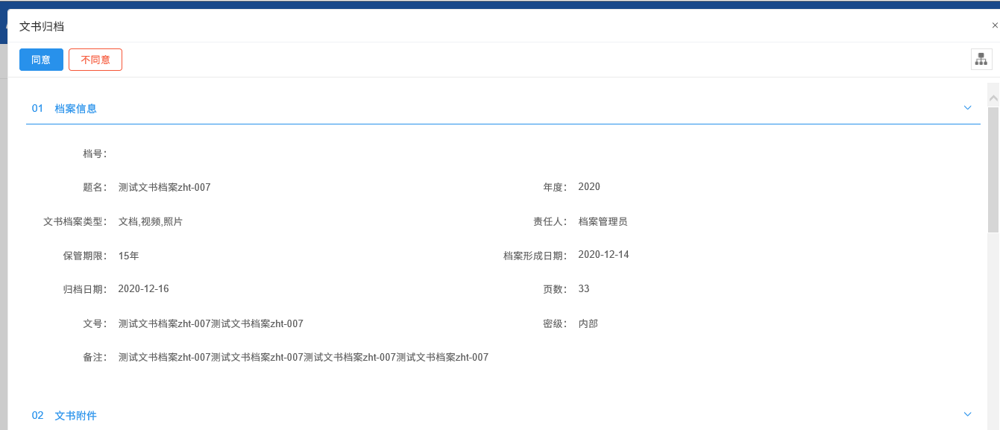 文书归档
同意 不同意
01 档案信息
档号：
题名： 测试文书档案zht-007 年度： 2020
文书档案类型： 文档,视频,照片 责任人： 档案管理员
保管期限： 15年 档案形成日期： 2020-12-14
归档日期： 2020-12-16 页数： 33
文号： 测试文书档案zht-007测试文书档案zht-007 密级： 内部
备注： 测试文书档案zht-007测试文书档案zht-007测试文书档案zht-007测试文书档案zht-007
02 文书附件